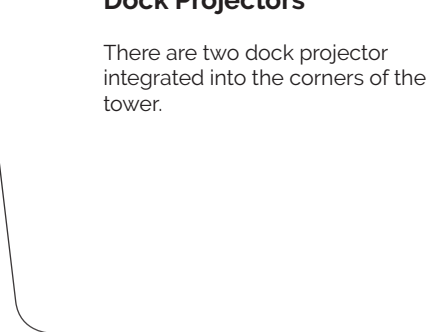 Dock Projectors
There are two dock projector
integrated into the corners of the
tower.